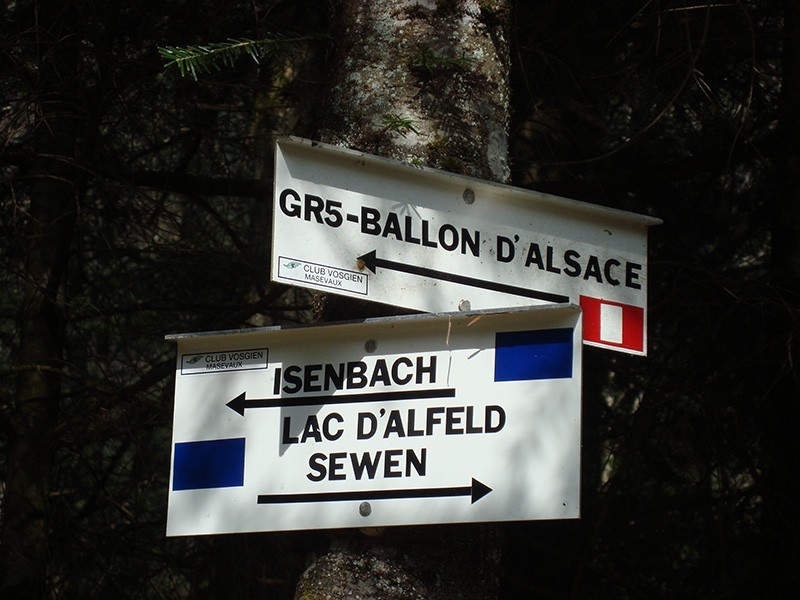 GR5-BALLON D'ALSACE
CLUB VOSGIEN
MASEVAUX
CLUB VOSGIEN
MASEVAUX
ISENBACH
LAC D'ALFELD
SEWEN